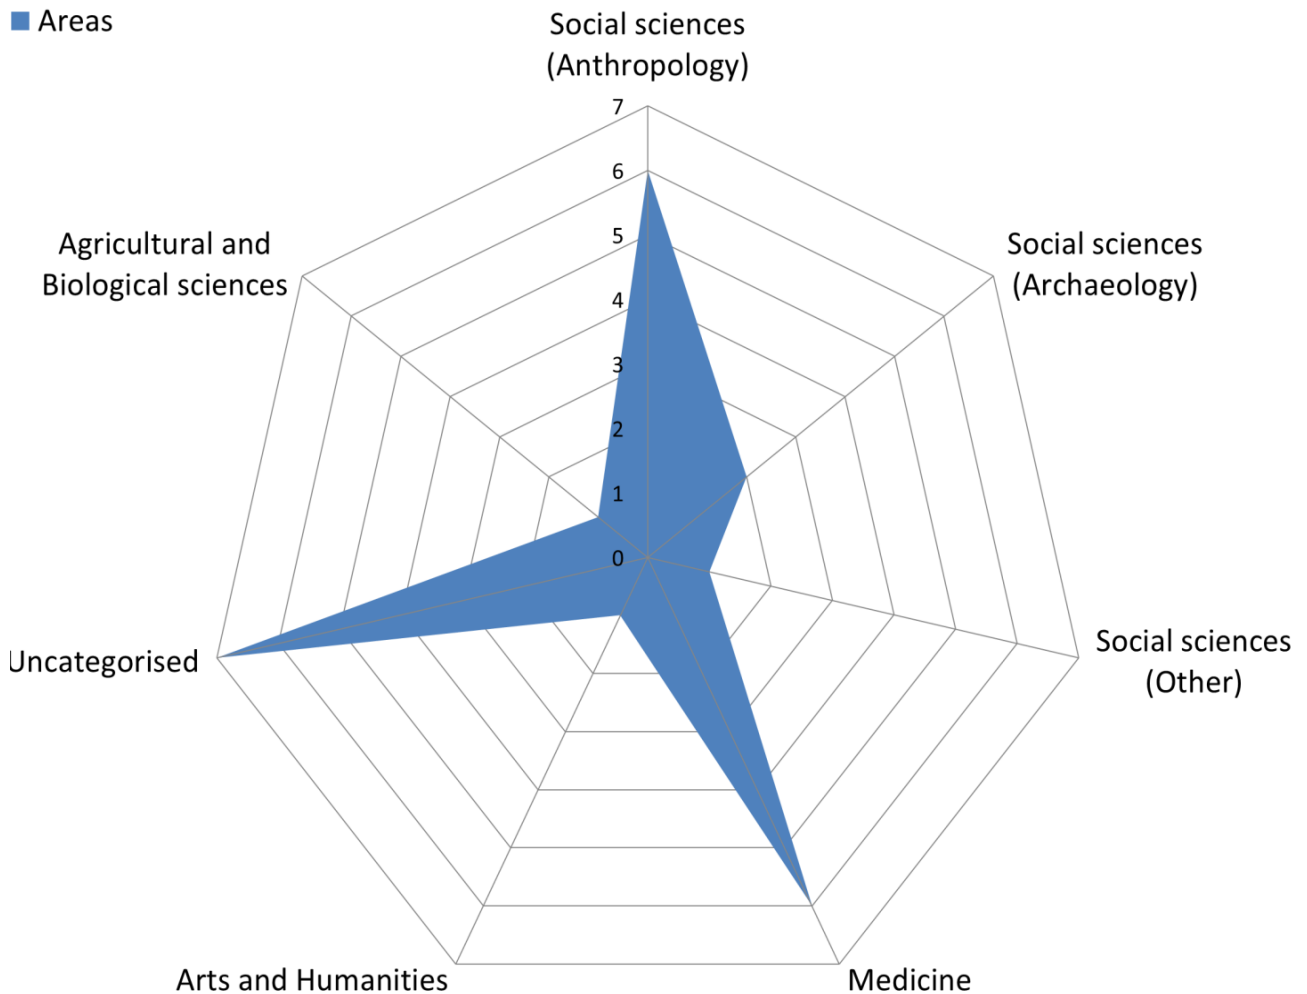 Areas
Social sciences
(Anthropology)
7
6
5
4
3
2
1
0
Social sciences
(Archaeology)
Social sciences
(Other)
Medicine
Arts and Humanities
Uncategorised
Agricultural and
Biological sciences